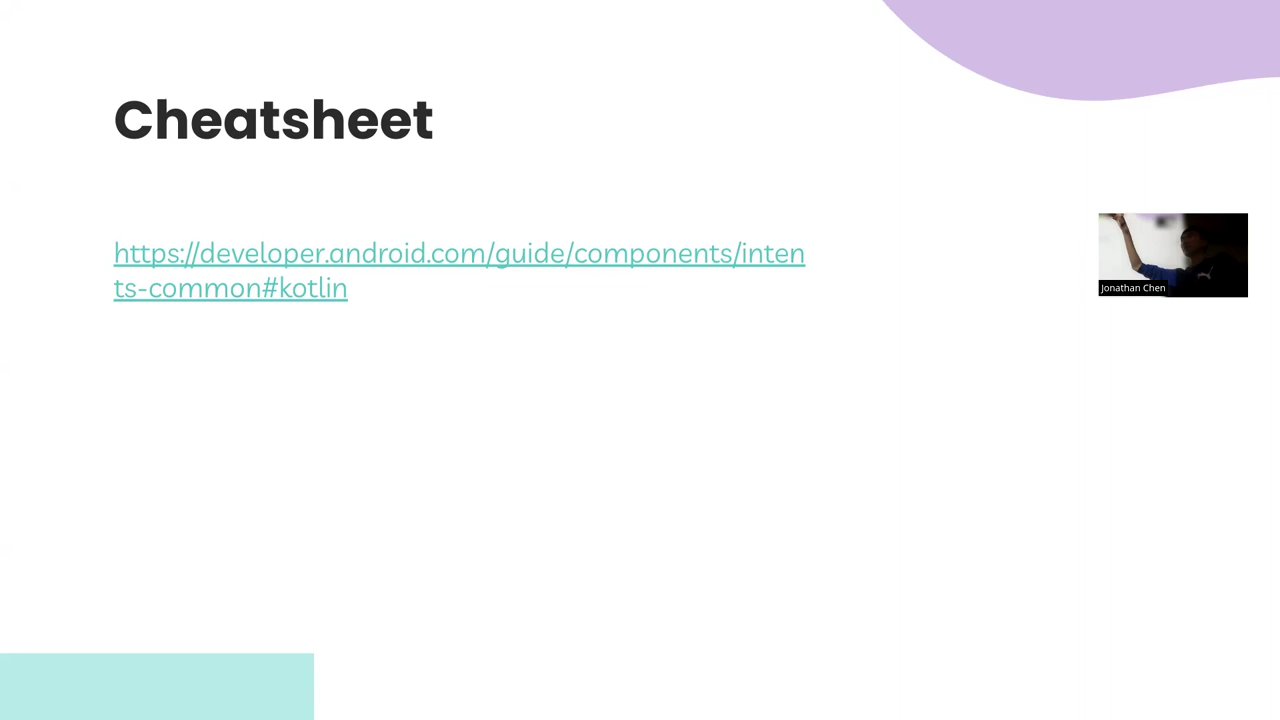 Cheatsheet
https://developer.android.com/guide/components/inten
ts-common#kotlin
Jonathan Chen